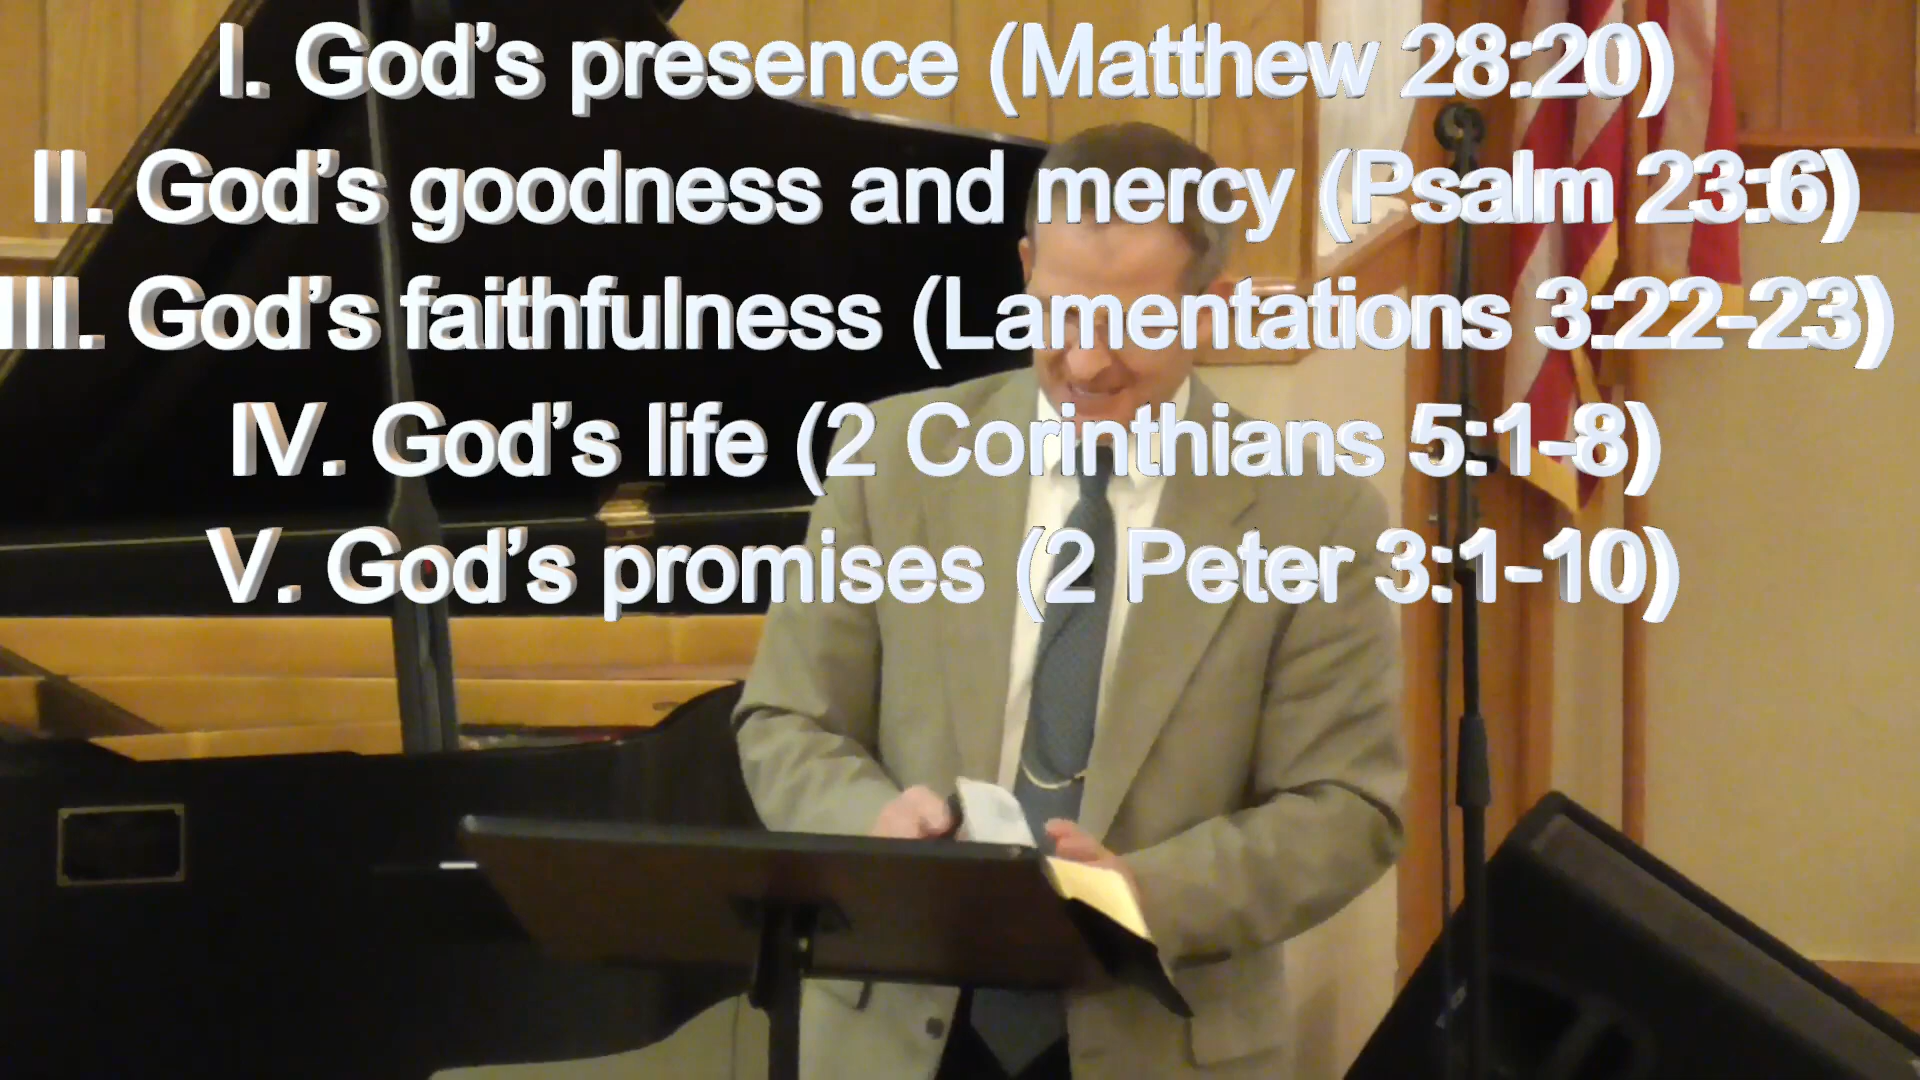 I. God’s presence (Matthew 28:20)
II. God’s goodness and mercy (Psalm 23:6)
III. God’s faithfulness (Lamentations 3:22-23)
IV. God’s life (2 Corinthians 5:1-8)
V. God’s promises (2 Peter 3:1-10)